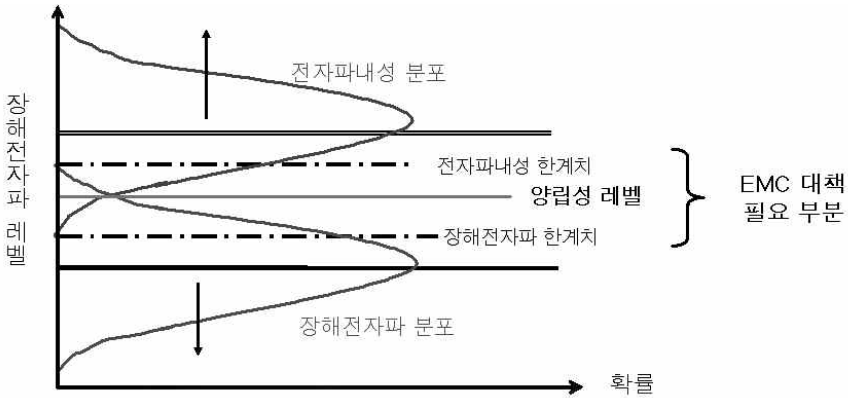 장해전자파 레벨
전자파내성 분포
전자파내성 한계치
양립성 레벨
장해전자파 한계치
EMC 대책
필요 부분
장해전자파 분포
확률